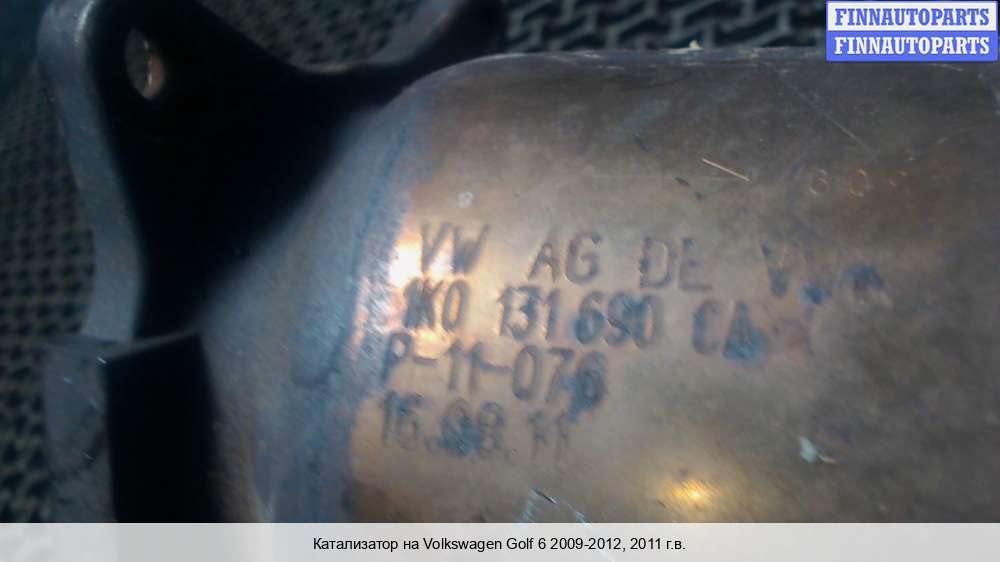 FINNAUTOPARTS
FINNAUTOPARTS
VW AG DE
1K0 131 690 CA
P-11-076
11
Катализатор на Volkswagen Golf 6 2009-2012, 2011 г.в.